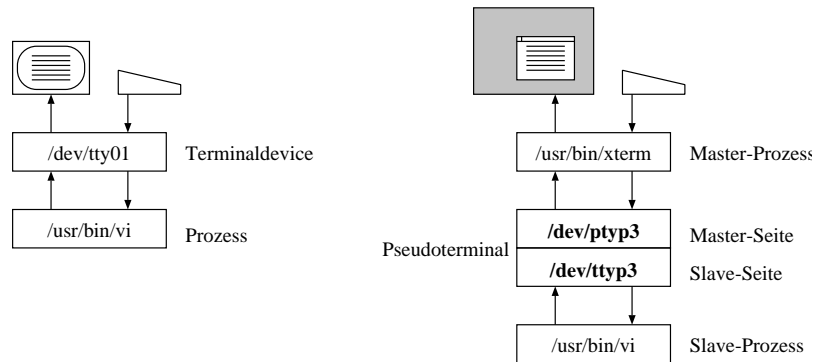 /dev/tty01
Terminaldevice
/usr/bin/vi
Prozess
/usr/bin/xterm
Master-Prozess
Pseudoterminal
/dev/ptyp3
Master-Seite
/dev/ttyp3
Slave-Seite
/usr/bin/vi
Slave-Prozess